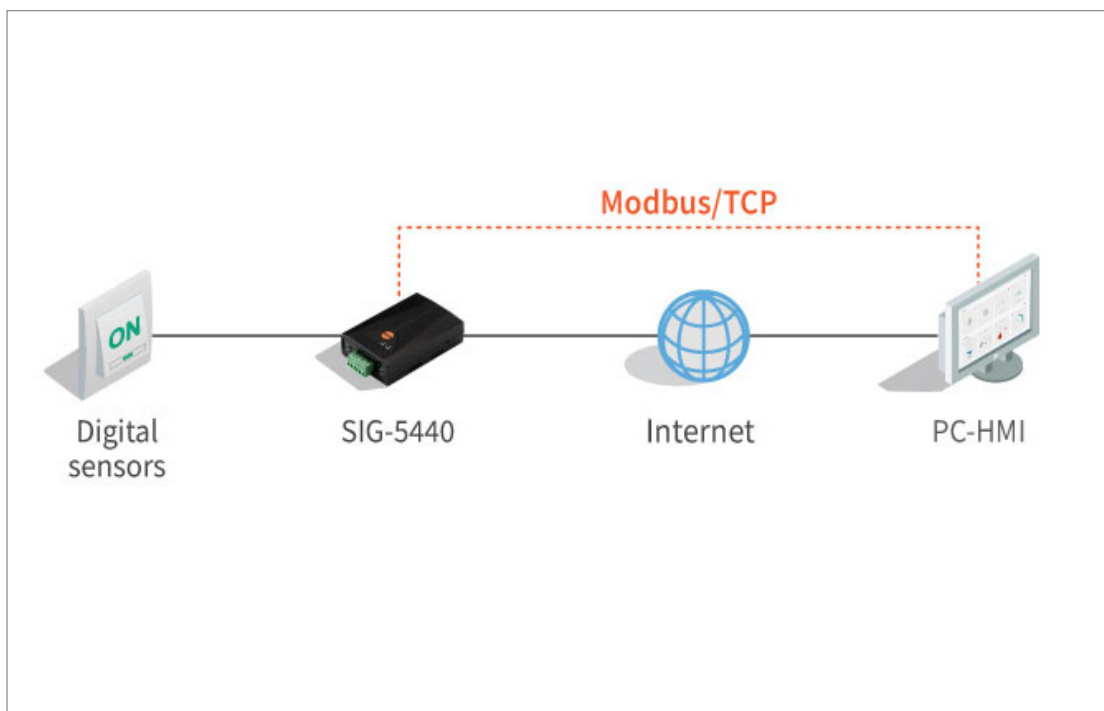 Modbus/TCP
ON
Digital
sensors
SIG-5440
Internet
PC-HMI